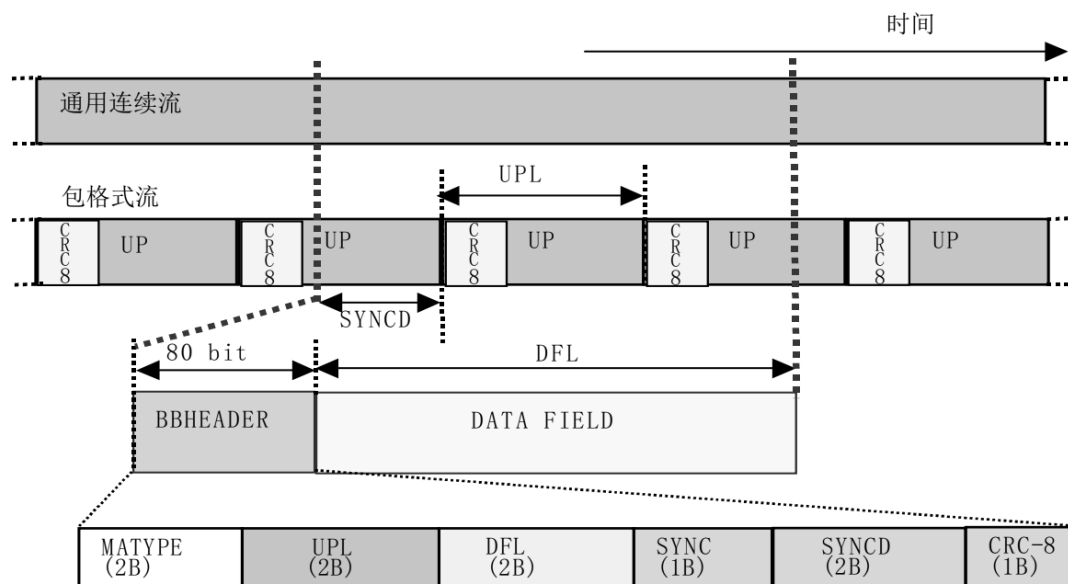 时间
通用连续流
UPL
包格式流
CRC8 UP CRC8 UP CRC8 UP CRC8 UP CRC8 UP
SYNCD
80 bit DFL
BBHEADER DATA FIELD
MATYPE UPL DFL SYNC SYNCD CRC-8
(2B) (2B) (2B) (1B) (2B) (1B)